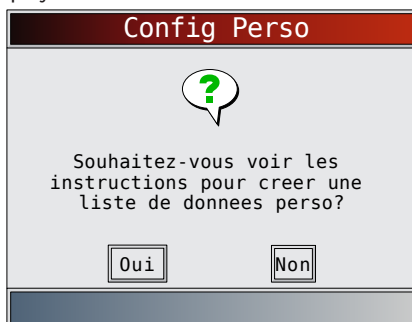 Config Perso
?
Souhaitez-vous voir les
instructions pour creer une
liste de donnees perso?
Oui Non